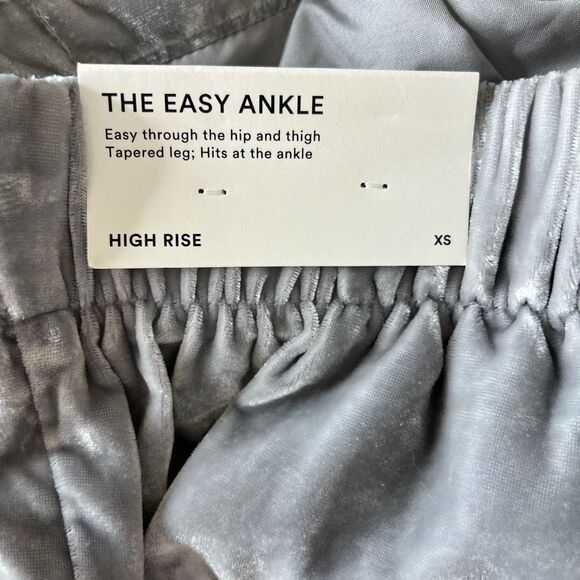 THE EASY ANKLE
Easy through the hip and thigh
Tapered leg; Hits at the ankle
HIGH RISE XS